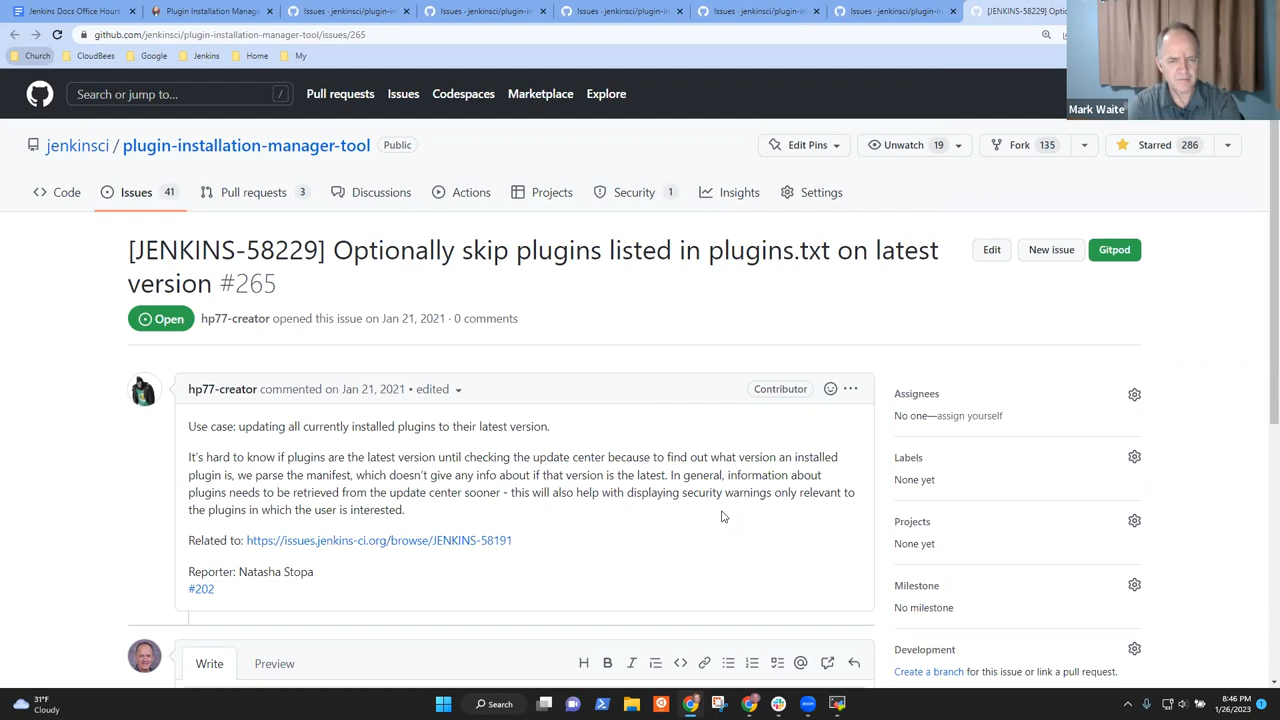 Jenkins Docs Office Hours
Plugin Installation Manage
Issues · jenkinsci/plugin-i
Issues · jenkinsci/plugin-in
Issues · jenkinsci/plugin-in
Issues · jenkinsci/plugin-in
Issues · jenkinsci/plugin-in
[JENKINS-58229] Opti
github.com/jenkinsci/plugin-installation-manager-tool/issues/265
Church
CloudBees
Google
Jenkins
Home
My
Mark Waite
Search or jump to...
/
Pull requests
Issues
Codespaces
Marketplace
Explore
jenkinsci / plugin-installation-manager-tool
Public
Edit Pins
Unwatch 19
Fork 135
Starred 286
Code
Issues 41
Pull requests 3
Discussions
Actions
Projects
Security 1
Insights
Settings
[JENKINS-58229] Optionally skip plugins listed in plugins.txt on latest
version #265
Edit
New issue
Gitpod
Open
hp77-creator opened this issue on Jan 21, 2021 · 0 comments
hp77-creator commented on Jan 21, 2021 • edited
Contributor
Use case: updating all currently installed plugins to their latest version.
It's hard to know if plugins are the latest version until checking the update center because to find out what version an installed
plugin is, we parse the manifest, which doesn't give any info about if that version is the latest. In general, information about
plugins needs to be retrieved from the update center sooner - this will also help with displaying security warnings only relevant to
the plugins in which the user is interested.
Related to: https://issues.jenkins-ci.org/browse/JENKINS-58191
Reporter: Natasha Stopa
#202
Assignees
No one—assign yourself
Labels
None yet
Projects
None yet
Milestone
No milestone
Development
Create a branch for this issue or link a pull request.
Write
Preview
31°F
Cloudy
Search
8:46 PM
1/26/2023
1